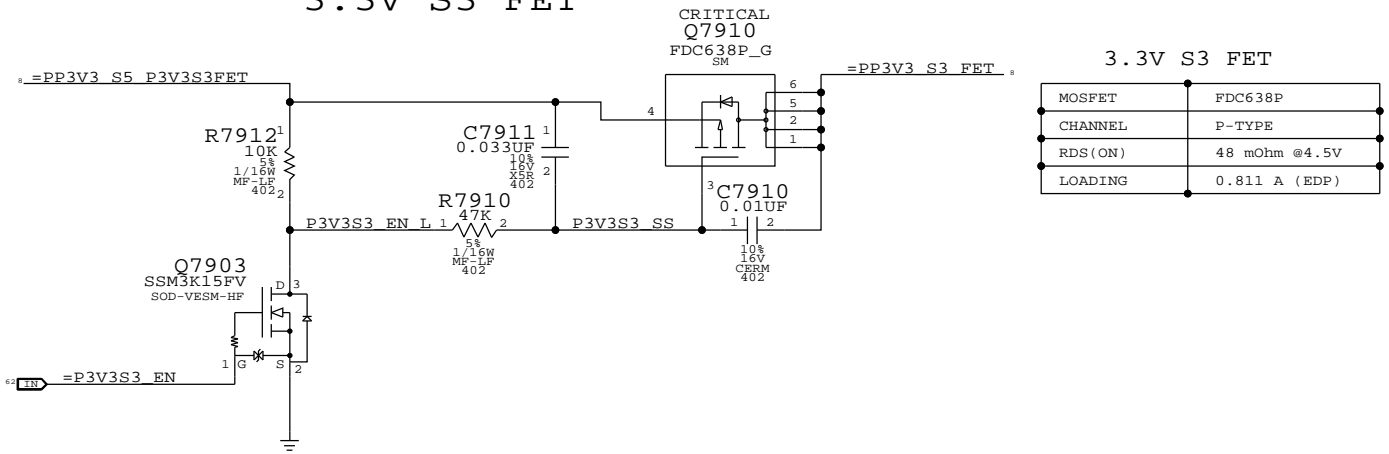 3.3V S3 FET
CRITICAL
Q7910
FDC638P_G
SM
8 =PP3V3_S5_P3V3S3FET
=PP3V3_S3_FET 8
4
6
5
2
1
3
R7912 1
10K
5%
1/16W
MF-LF
402 2
C7911 1
0.033UF
10%
16V
X5R
402
2
R7910
P3V3S3_EN_L 1 47K 2
5%
1/16W
MF-LF
402
P3V3S3_SS
C7910
0.01UF
1 2
10%
16V
CERM
402
Q7903
SSM3K15FV
SOD-VESM-HF
D 3
1 G S 2
62 IN =P3V3S3_EN
3.3V S3 FET
MOSFET FDC638P
CHANNEL P-TYPE
RDS(ON) 48 mOhm @4.5V
LOADING 0.811 A (EDP)